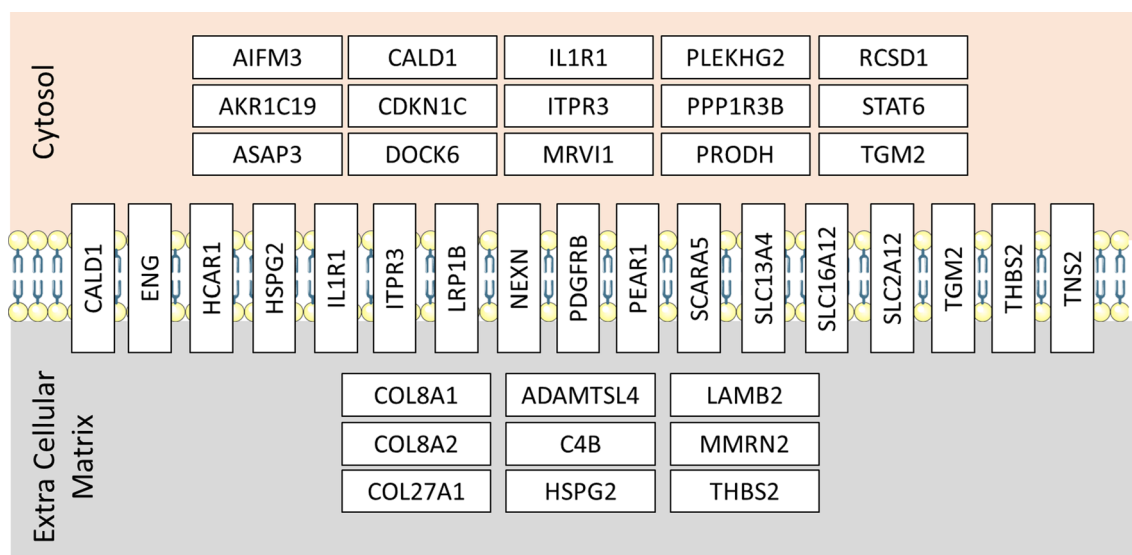 Cytosol
AIFM3 CALD1 IL1R1 PLEKHG2 RCSD1
AKR1C19 CDKN1C ITPR3 PPP1R3B STAT6
ASAP3 DOCK6 MRVI1 PRODH TGM2
CALD1
ENG
HCAR1
HSPG2
IL1R1
ITPR3
LRP1B
NEXN
PDGFRB
PEAR1
SCARA5
SLC13A4
SLC16A12
SLC2A12
TGM2
THBS2
TNS2
Extra Cellular
Matrix
COL8A1 ADAMTSL4 LAMB2
COL8A2 C4B MMRN2
COL27A1 HSPG2 THBS2